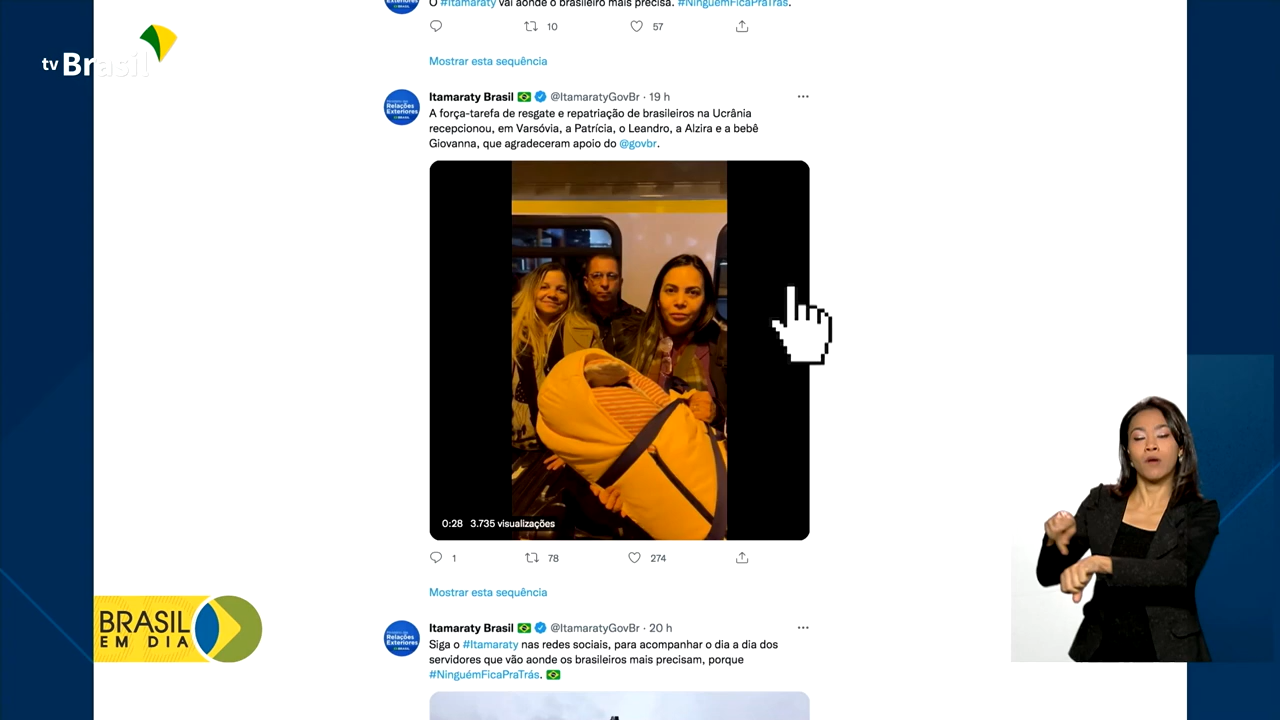 O #Itamaraty vai aonde o brasileiro mais precisa. #NinguémFicaPraTrás.
10 57
Mostrar esta sequência
tv Brasil
Itamaraty Brasil @ItamaratyGovBr · 19 h
Relações Exteriores
A força-tarefa de resgate e repatriação de brasileiros na Ucrânia
recepcionou, em Varsóvia, a Patrícia, o Leandro, a Alzira e a bebê
Giovanna, que agradeceram apoio do @govbr.
0:28 3.735 visualizações
1 78 274
Mostrar esta sequência
BRASIL
EM DIA
Itamaraty Brasil @ItamaratyGovBr · 20 h
Relações Exteriores
Siga o #Itamaraty nas redes sociais, para acompanhar o dia a dia dos
servidores que vão aonde os brasileiros mais precisam, porque
#NinguémFicaPraTrás.